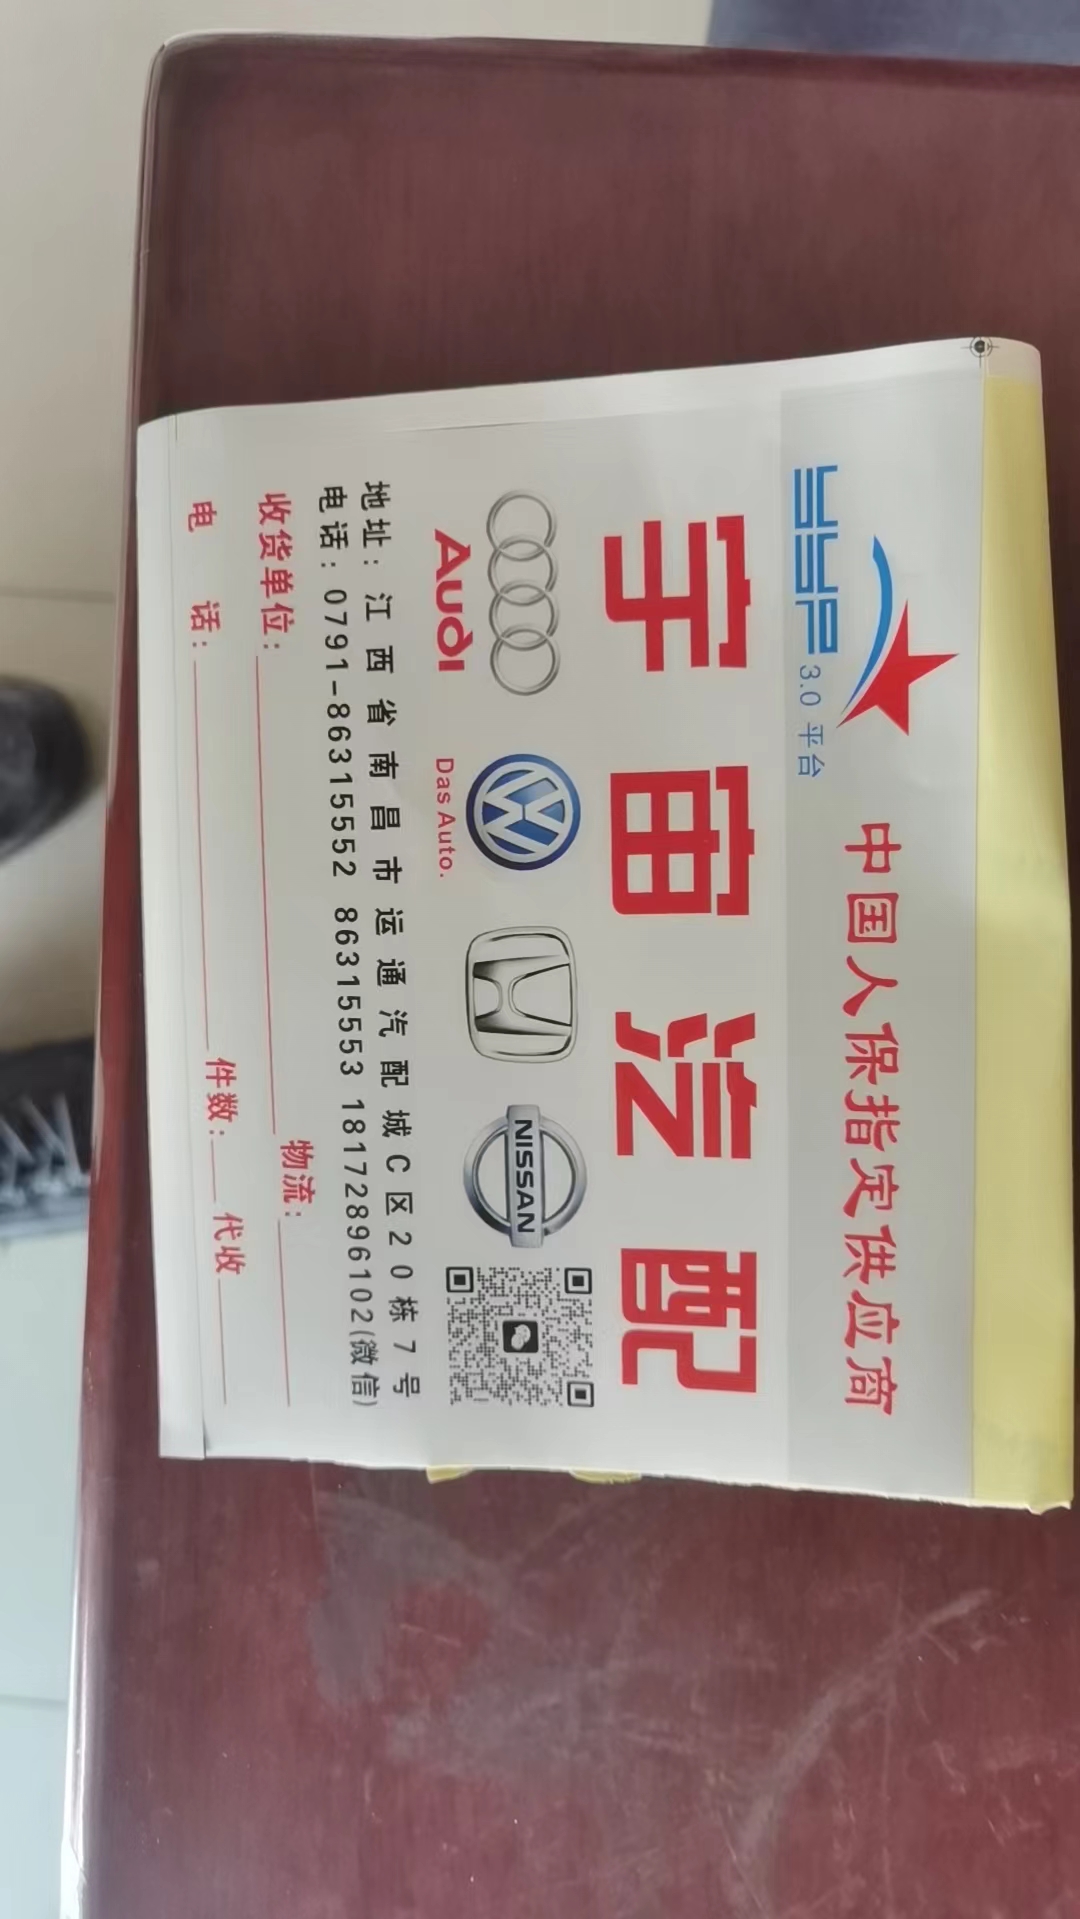 中国人保指定供应商
YYP 3.0 平台
宇宙汽配
Audi
Das Auto.
NISSAN
地址：江西省南昌市运通汽配城C区20栋7号
电话：0791-86315552 86315553 18172896102(微信)
收货单位：
物流：
电 话：
件数：
代收